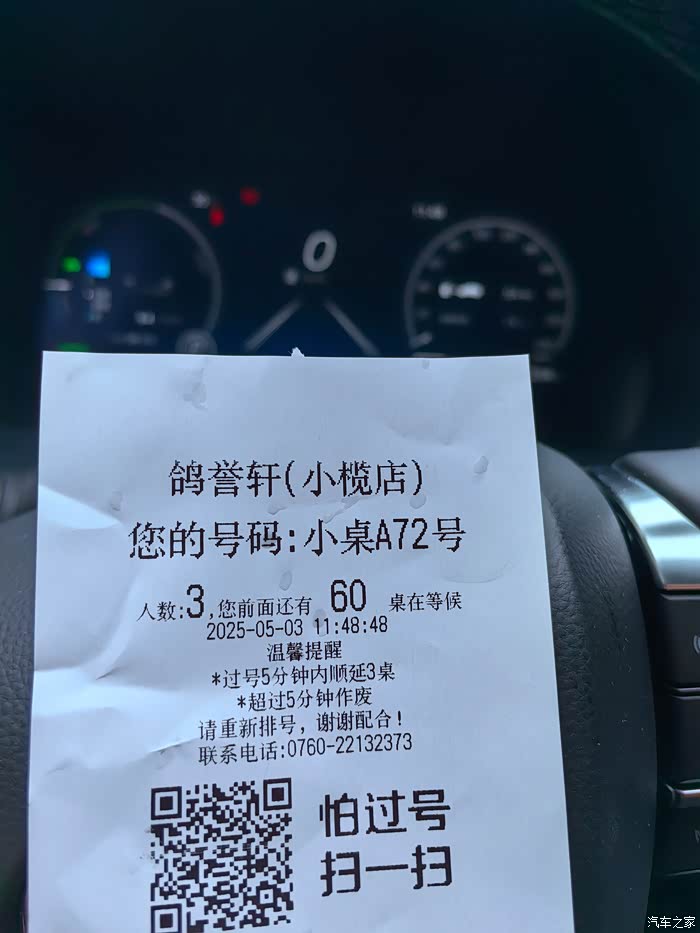 0
鸽誉轩(小榄店)
您的号码:小桌A72号
人数:3,您前面还有 60 桌在等候
2025-05-03 11:48:48
温馨提醒
*过号5分钟内顺延3桌
*超过5分钟作废
请重新排号，谢谢配合！
联系电话:0760-22132373
怕过号
扫一扫
汽车之家